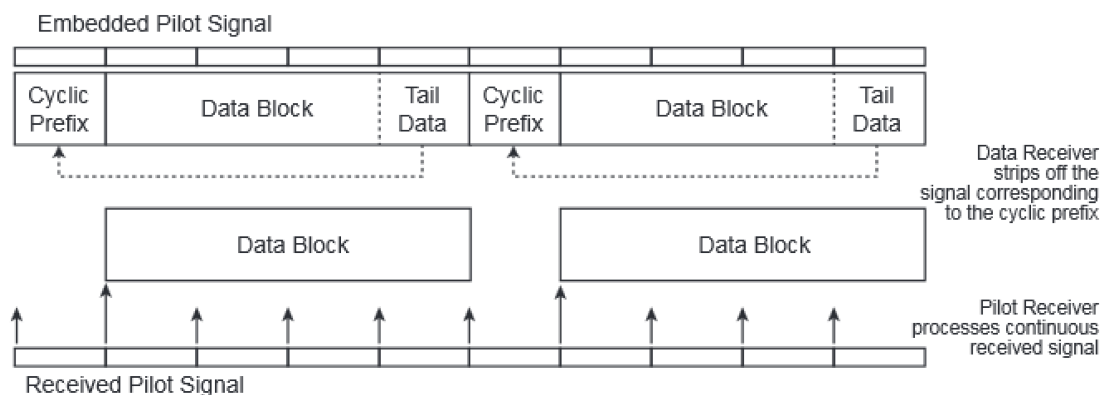 Embedded Pilot Signal
Cyclic
Prefix
Data Block
Tail
Data
Cyclic
Prefix
Data Block
Tail
Data
Data Receiver
strips off the
signal corresponding
to the cyclic prefix
Data Block
Data Block
Pilot Receiver
processes continuous
received signal
Received Pilot Signal